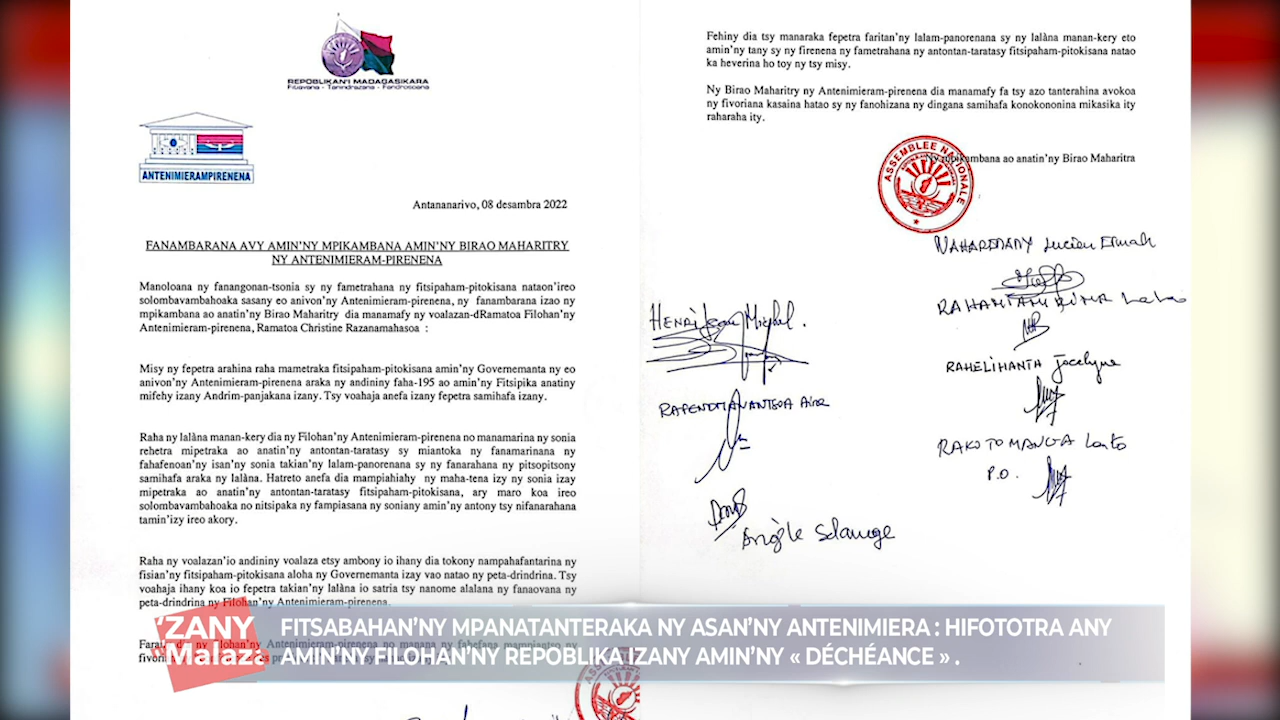 REPOBLIKAN'I MADAGASIKARA
Fitiavana - Tanindrazana - Fandrosoana
ANTENIMIERAMPIRENENA
Antananarivo, 08 desambra 2022
FANAMBARANA AVY AMIN'NY MPIKAMBANA AMIN'NY BIRAO MAHARITRY
NY ANTENIMIERAM-PIRENENA
Manoloana ny fanangonan-tsonia sy ny fametrahana ny fitsipaham-pitokisana nataon'ireo
solombavambahoaka sasany eo anivon'ny Antenimieram-pirenena, ny fanambarana izao ny
mpikambana ao anatin'ny Birao Maharitry dia manamafy ny voalazan-dRamatoa Filohan'ny
Antenimieram-pirenena, Ramatoa Christine Razanamahasoa :
Misy ny fepetra arahina raha mametraka fitsipaham-pitokisana amin'ny Governemanta ny eo
anivon'ny Antenimieram-pirenena araka ny andininy faha-195 ao amin'ny Fitsipika anatiny
mifehy izany Andrim-panjakana izany. Tsy voahaja anefa izany fepetra samihafa izany.
Raha ny lalàna manan-kery dia ny Filohan'ny Antenimieram-pirenena no manamarina ny sonia
rehetra mipetraka ao anatin'ny antontan-taratasy sy miantoka ny fanamarinana ny
fahafenoan'ny isan'ny sonia takian'ny lalam-panorenana sy ny fanarahana ny pitsopitsony
samihafa araka ny lalàna. Hatreto anefa dia mampiahiahy ny maha-tena izy ny sonia izay
mipetraka ao anatin'ny antontan-taratasy fitsipaham-pitokisana, ary maro koa ireo
solombavambahoaka no nitsipaka ny fampiasana ny soniany amin'ny antony tsy nifanarahana
tamin'izy ireo akory.
Raha ny voalazan'io andininy voalaza etsy ambony io ihany dia tokony nampahafantarina ny
fisian'ny fitsipaham-pitokisana aloha ny Governemanta izay vao natao ny peta-drindrina. Tsy
voahaja ihany koa io fepetra takian'ny lalàna io satria tsy nanome alalana ny fanaovana ny
peta-drindrina ny Filohan'ny Antenimieram-pirenena.
Fehiny dia tsy manaraka fepetra faritan'ny lalam-panorenana sy ny lalàna manan-kery eto
amin'ny tany sy ny firenena ny fametrahana ny antontan-taratasy fitsipaham-pitokisana natao
ka heverina ho toy ny tsy misy.
Ny Birao Maharitry ny Antenimieram-pirenena dia manamafy fa tsy azo tanterahina avokoa
ny fivoriana kasaina hatao sy ny fanohizana ny dingana samihafa konokononina mikasika ity
raharaha ity.
ASSEMBLEE NATIONALE
Ny mpikambana ao anatin'ny Birao Maharitra
NAHAREMANY Lucien Ernah
RAHANTANIRINA Lalao
HENRI Jean Michel.
RAHELIHANTA Jocelyne
RAFENOMANANTSOA Aina
RAKOTOMANGA Lanto
P.O.
Angèle Solange
'ZANY
"Malaza
FITSABAHAN'NY MPANATANTERAKA NY ASAN'NY ANTENIMIERA : HIFOTOTRA ANY
AMIN'NY FILOHAN'NY REPOBLIKA IZANY AMIN'NY « DÉCHÉANCE » .